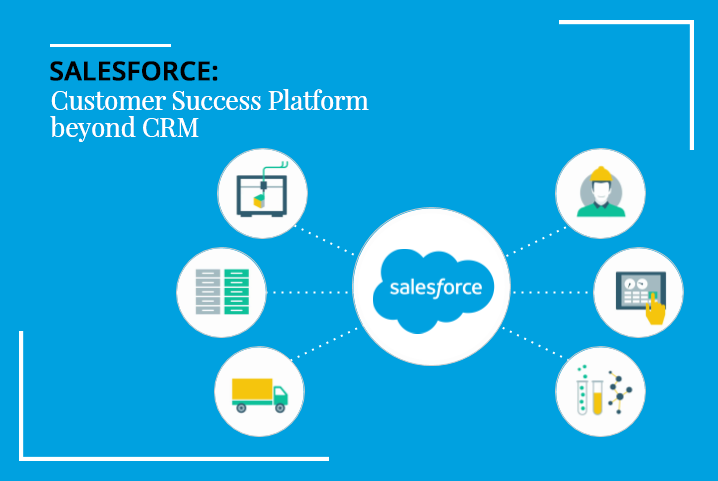 SALESFORCE:
Customer Success Platform
beyond CRM
salesforce